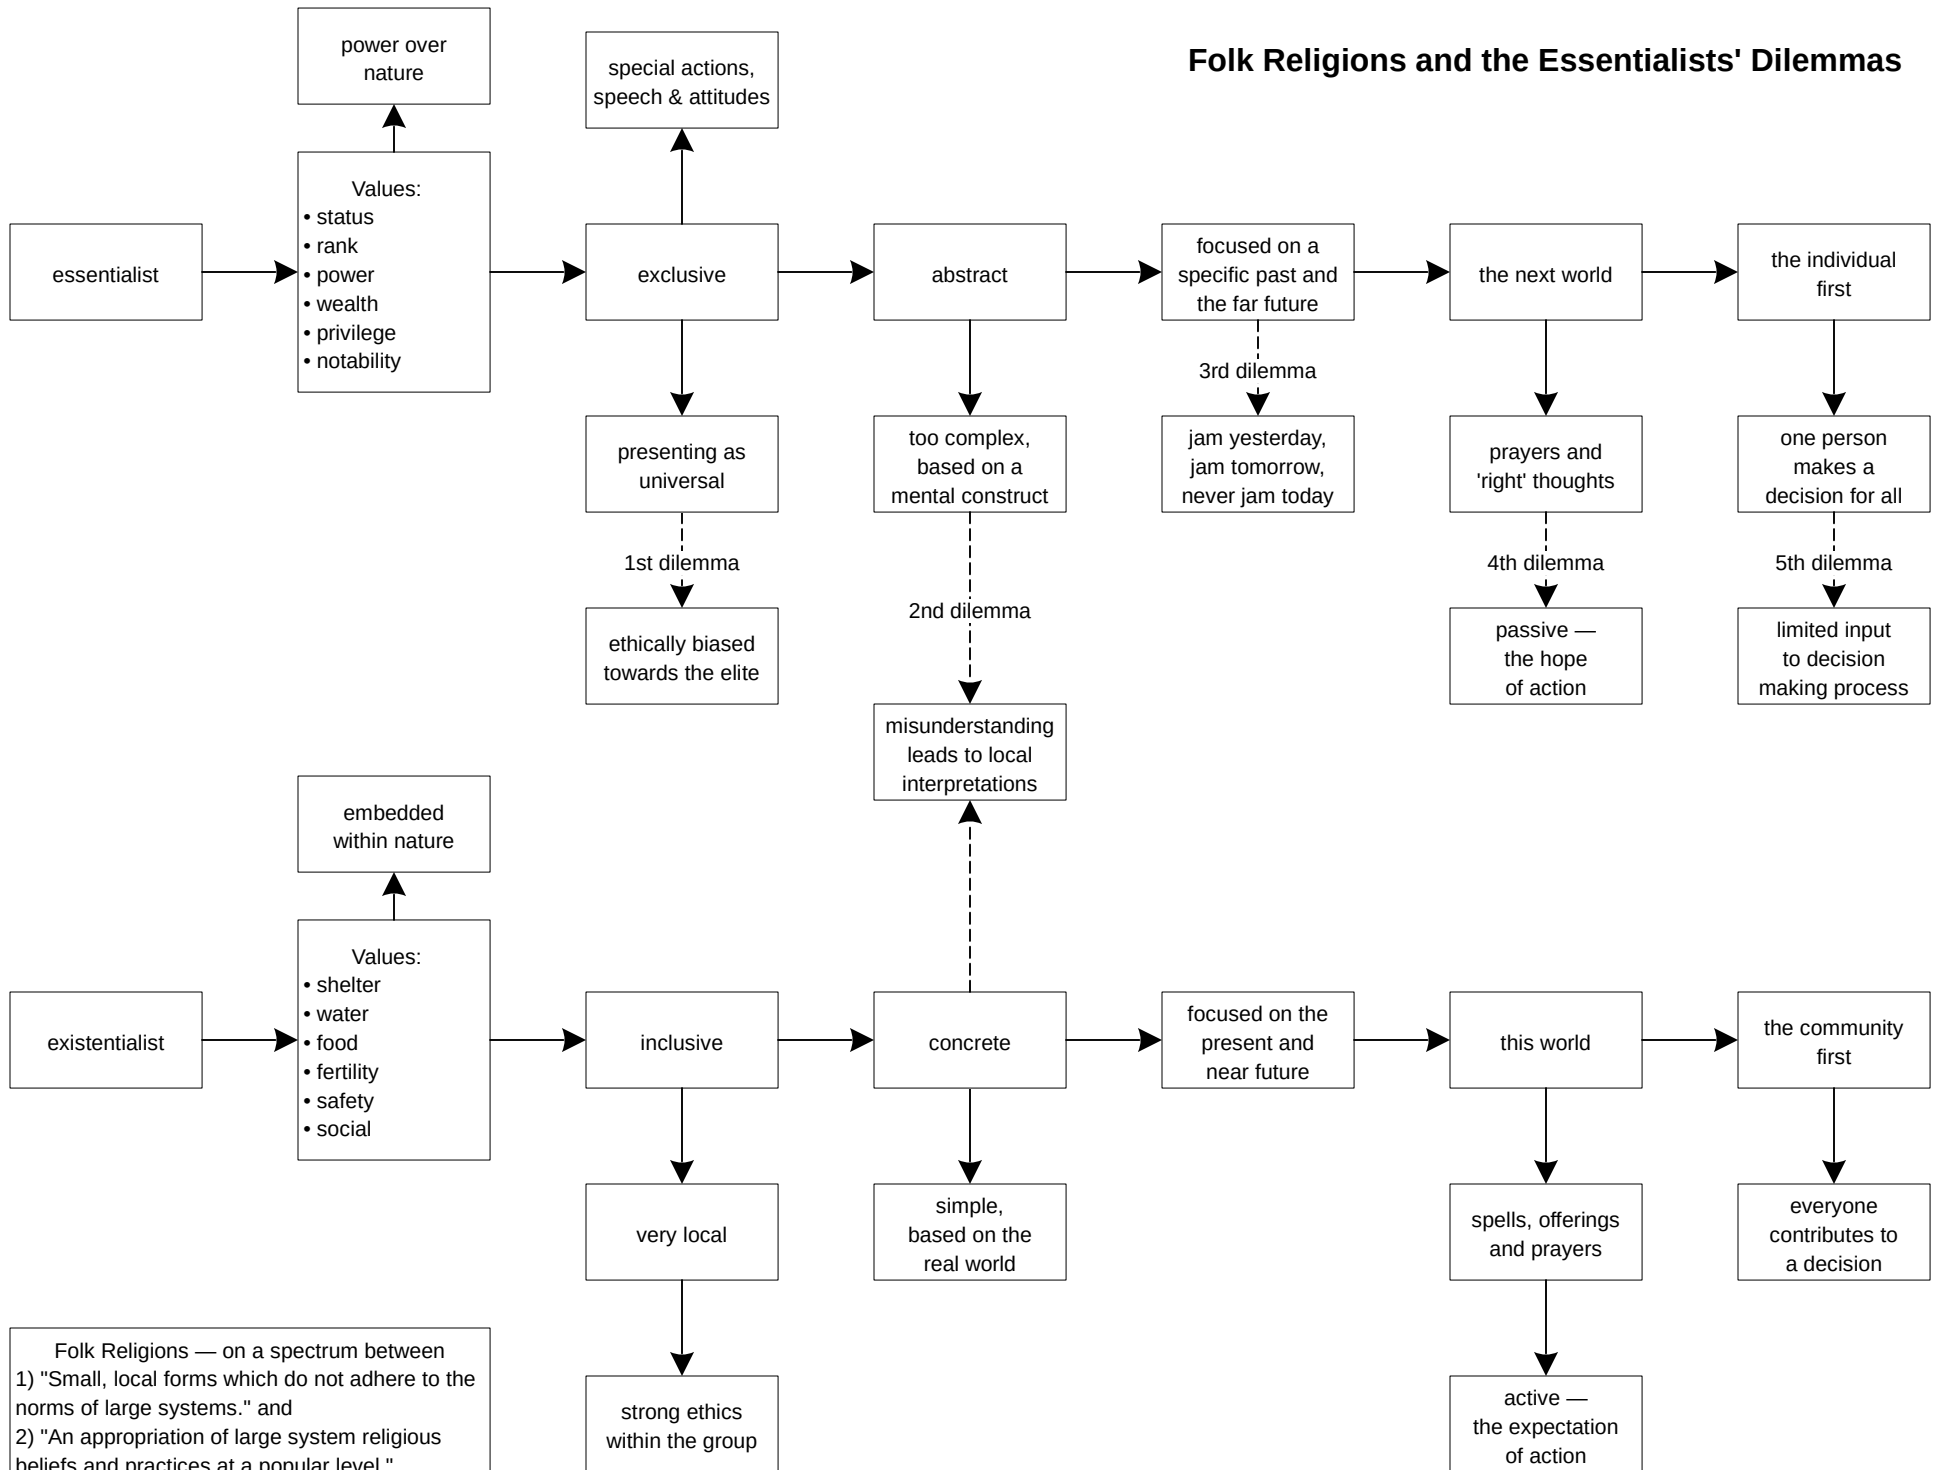 Folk Religions and the Essentialists' Dilemmas
power over
nature
special actions,
speech & attitudes
essentialist
Values:
• status
• rank
• power
• wealth
• privilege
• notability
exclusive
abstract
focused on a
specific past and
the far future
the next world
the individual
first
presenting as
universal
too complex,
based on a
mental construct
3rd dilemma
jam yesterday,
jam tomorrow,
never jam today
prayers and
'right' thoughts
one person
makes a
decision for all
1st dilemma
2nd dilemma
4th dilemma
5th dilemma
ethically biased
towards the elite
passive —
the hope
of action
limited input
to decision
making process
misunderstanding
leads to local
interpretations
embedded
within nature
existentialist
Values:
• shelter
• water
• food
• fertility
• safety
• social
inclusive
concrete
focused on the
present and
near future
this world
the community
first
very local
simple,
based on the
real world
spells, offerings
and prayers
everyone
contributes to
a decision
strong ethics
within the group
active —
the expectation
of action
Folk Religions — on a spectrum between
1) "Small, local forms which do not adhere to the
norms of large systems." and
2) "An appropriation of large system religious
beliefs and practices at a popular level."